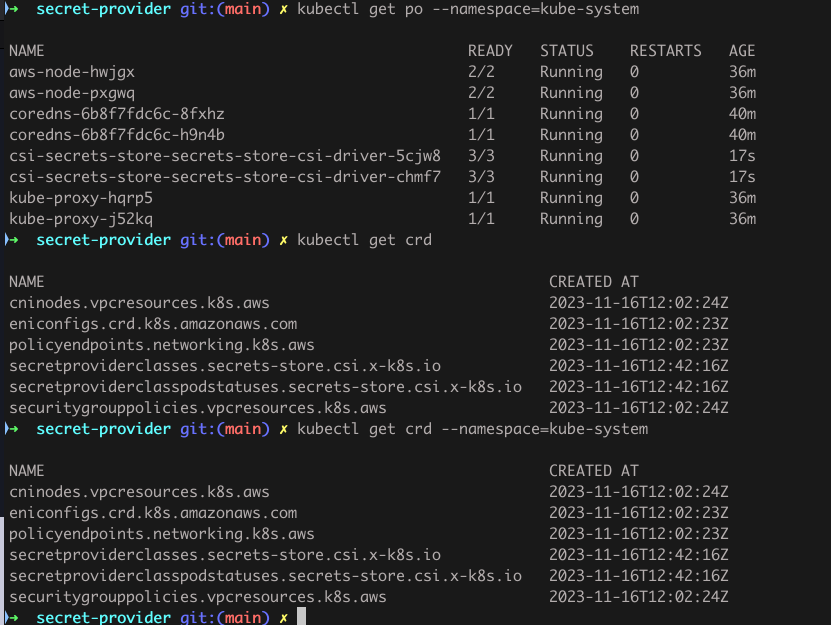 ➜ secret-provider git:(main) ✗ kubectl get po --namespace=kube-system
NAME READY STATUS RESTARTS AGE
aws-node-hwjgx 2/2 Running 0 36m
aws-node-pxgwq 2/2 Running 0 36m
coredns-6b8f7fdc6c-8fxhz 1/1 Running 0 40m
coredns-6b8f7fdc6c-h9n4b 1/1 Running 0 40m
csi-secrets-store-secrets-store-csi-driver-5cjw8 3/3 Running 0 17s
csi-secrets-store-secrets-store-csi-driver-chmf7 3/3 Running 0 17s
kube-proxy-hqrp5 1/1 Running 0 36m
kube-proxy-j52kq 1/1 Running 0 36m
➜ secret-provider git:(main) ✗ kubectl get crd
NAME CREATED AT
cninodes.vpcresources.k8s.aws 2023-11-16T12:02:24Z
eniconfigs.crd.k8s.amazonaws.com 2023-11-16T12:02:23Z
policyendpoints.networking.k8s.aws 2023-11-16T12:02:23Z
secretproviderclasses.secrets-store.csi.x-k8s.io 2023-11-16T12:42:16Z
secretproviderclasspodstatuses.secrets-store.csi.x-k8s.io 2023-11-16T12:42:16Z
securitygrouppolicies.vpcresources.k8s.aws 2023-11-16T12:02:24Z
➜ secret-provider git:(main) ✗ kubectl get crd --namespace=kube-system
NAME CREATED AT
cninodes.vpcresources.k8s.aws 2023-11-16T12:02:24Z
eniconfigs.crd.k8s.amazonaws.com 2023-11-16T12:02:23Z
policyendpoints.networking.k8s.aws 2023-11-16T12:02:23Z
secretproviderclasses.secrets-store.csi.x-k8s.io 2023-11-16T12:42:16Z
secretproviderclasspodstatuses.secrets-store.csi.x-k8s.io 2023-11-16T12:42:16Z
securitygrouppolicies.vpcresources.k8s.aws 2023-11-16T12:02:24Z
➜ secret-provider git:(main) ✗